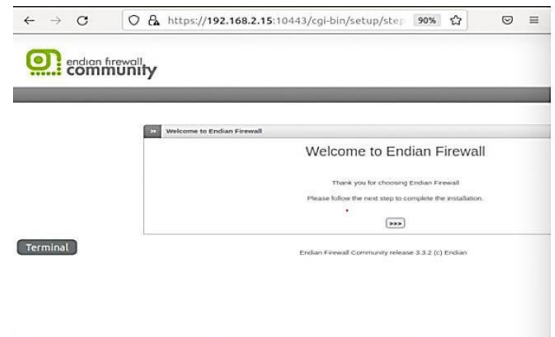 https://192.168.2.15:10443/cgi-bin/setup/step 90%
endian firewall
community
>> Welcome to Endian Firewall
Welcome to Endian Firewall
Thank you for choosing Endian Firewall
Please follow the next step to complete the installation.
>>>
Terminal
Endian Firewall Community release 3.3.2 (c) Endian